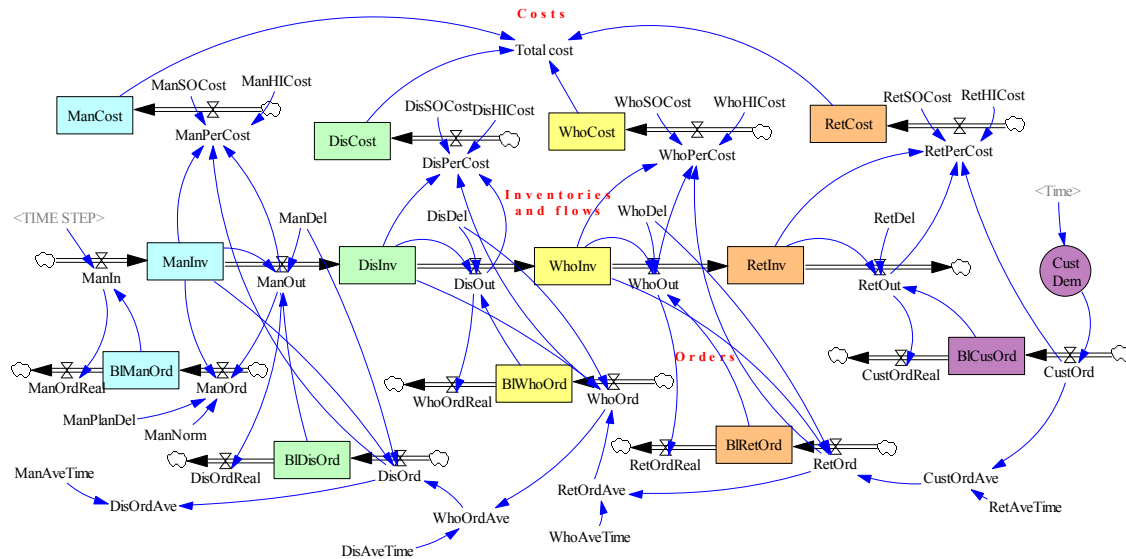 Costs
Total cost
ManSOCost
ManHICost
ManCost
ManPerCost
DisSOCost
DisHICost
DisCost
DisPerCost
WhoSOCost
WhoHICost
WhoCost
WhoPerCost
RetSOCost
RetHICost
RetCost
RetPerCost
Inventories
and flows
<TIME STEP>
ManDel
DisDel
WhoDel
RetDel
<Time>
ManInv
DisInv
WhoInv
RetInv
Cust
Dem
ManIn
ManOut
DisOut
WhoOut
RetOut
Orders
BlManOrd
ManOrdReal
ManOrd
BlWhoOrd
WhoOrdReal
WhoOrd
BlCusOrd
CustOrdReal
CustOrd
ManPlanDel
ManNorm
BlDisOrd
DisOrdReal
DisOrd
BlRetOrd
RetOrdReal
RetOrd
ManAveTime
DisOrdAve
WhoOrdAve
DisAveTime
RetOrdAve
WhoAveTime
CustOrdAve
RetAveTime